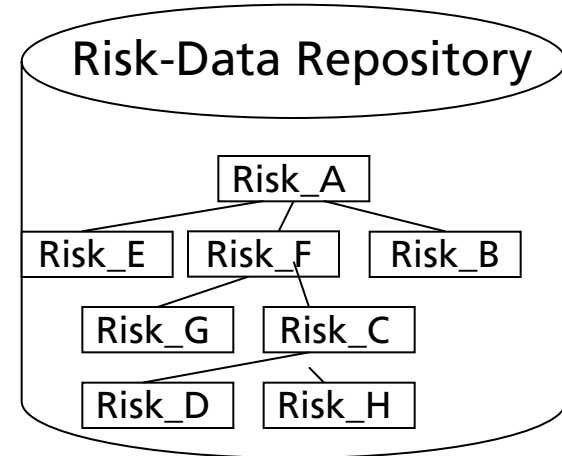 Risk-Data Repository
Risk_A
Risk_E Risk_F Risk_B
Risk_G Risk_C
Risk_D Risk_H